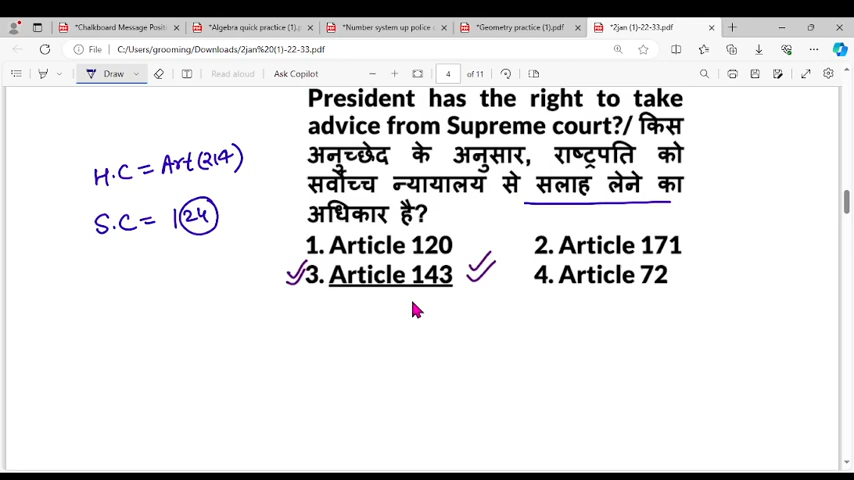 *Chalkboard Message Positi
*Algebra quick practice (1).p
*Number system up police c
*Geometry practice (1).pdf
*2jan (1)-22-33.pdf
File
C:/Users/grooming/Downloads/2jan%20(1)-22-33.pdf
Draw
Read aloud
Ask Copilot
4
of 11
President has the right to take
advice from Supreme court?/ किस
अनुच्छेद के अनुसार, राष्ट्रपति को
सर्वोच्च न्यायालय से सलाह लेने का
अधिकार है?
1. Article 120
2. Article 171
3. Article 143
4. Article 72
H.C = Art(214)
S.C = 124